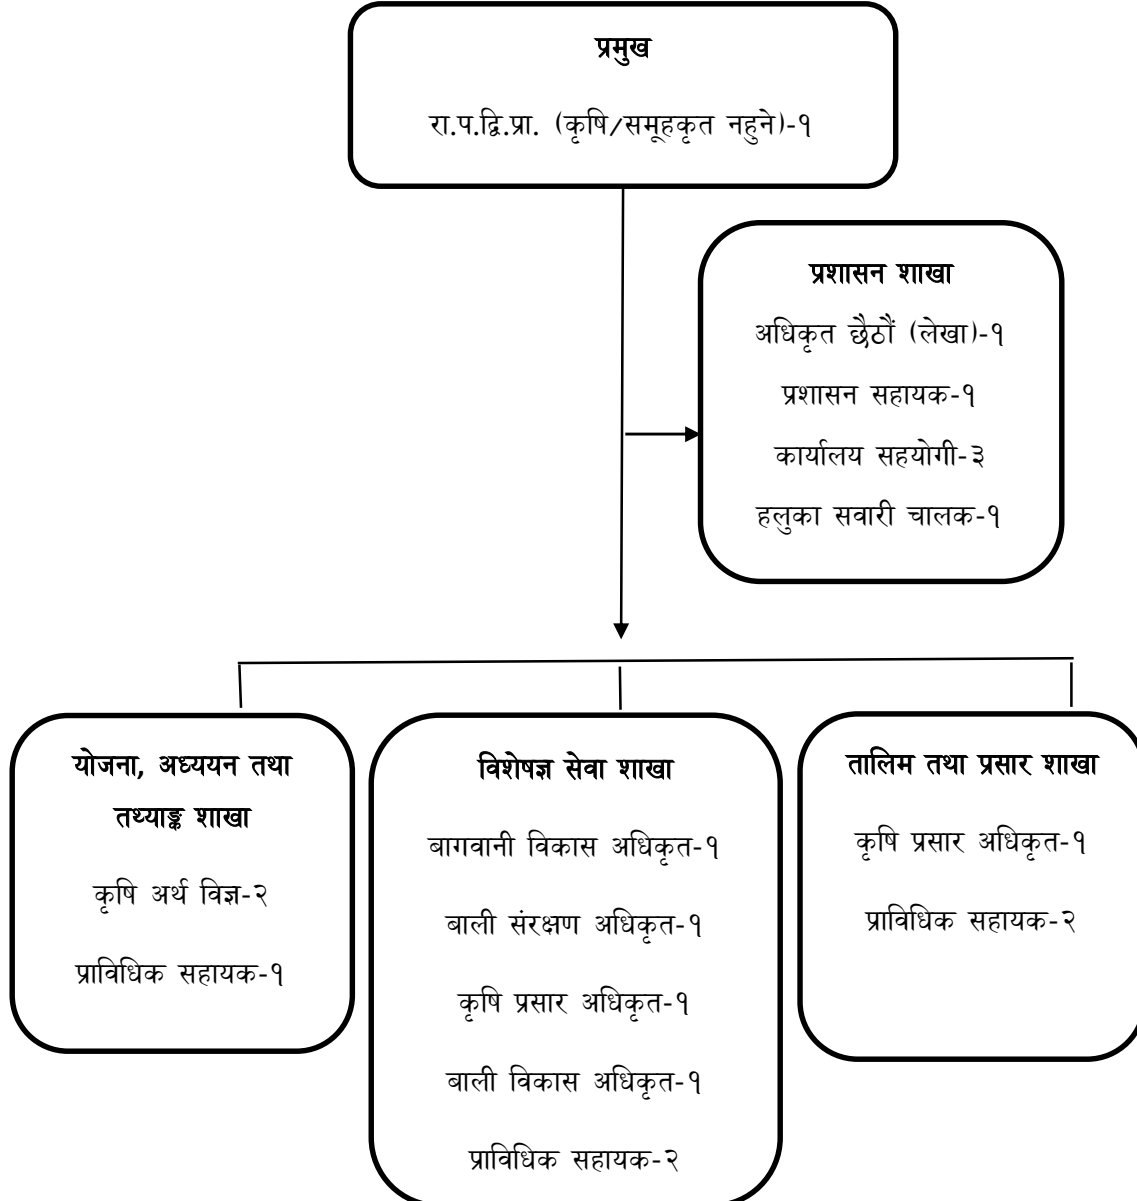 प्रमुख
रा.प.द्वि.प्रा. (कृषि/समूहकृत नहुने)-१
प्रशासन शाखा
अधिकृत छैठौं (लेखा)-१
प्रशासन सहायक-१
कार्यालय सहयोगी-३
हलुका सवारी चालक-१
योजना, अध्ययन तथा
तथ्याङ्क शाखा
कृषि अर्थ विज्ञ-२
प्राविधिक सहायक-१
विशेषज्ञ सेवा शाखा
बागवानी विकास अधिकृत-१
बाली संरक्षण अधिकृत-१
कृषि प्रसार अधिकृत-१
बाली विकास अधिकृत-१
प्राविधिक सहायक-२
तालिम तथा प्रसार शाखा
कृषि प्रसार अधिकृत-१
प्राविधिक सहायक-२